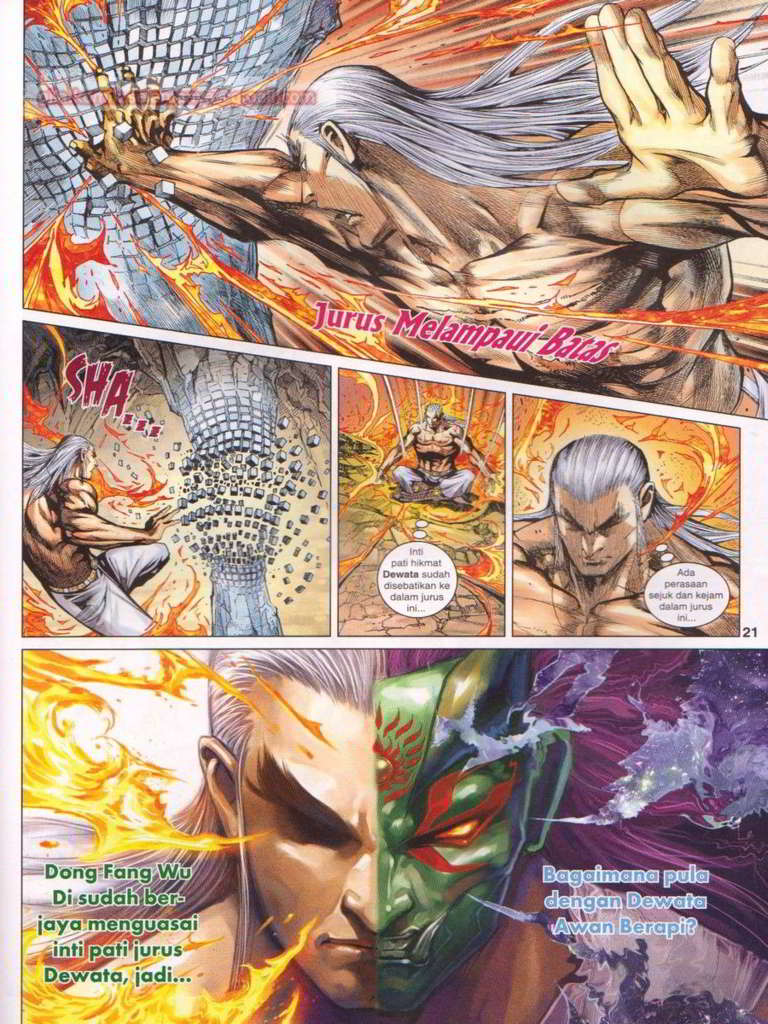 Jurus Melampaui Batas
SHA...
Inti
pati hikmat
Dewata sudah
disebatikan ke
dalam jurus
ini...
Ada
perasaan
sejuk dan kejam
dalam jurus
ini...
21
Dong Fang Wu
Di sudah ber-
jaya menguasai
inti pati jurus
Dewata, jadi...
Bagaimana pula
dengan Dewata
Awan Berapi?